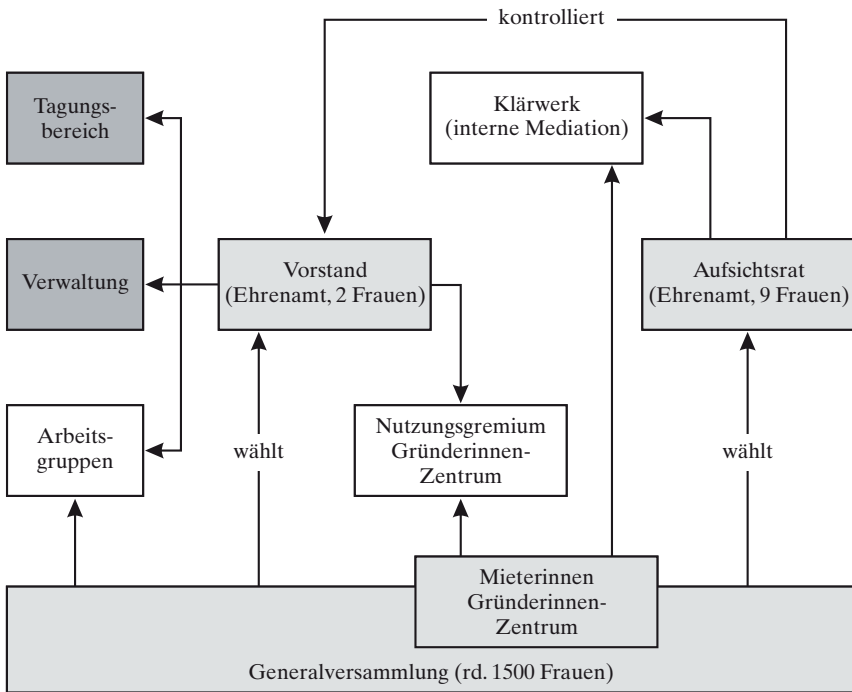 kontrolliert
Tagungs-
bereich
Klärwerk
(interne Mediation)
Verwaltung
Vorstand
(Ehrenamt, 2 Frauen)
Aufsichtsrat
(Ehrenamt, 9 Frauen)
Arbeits-
gruppen
wählt
Nutzungsgremium
Gründerinnen-
Zentrum
wählt
Mieterinnen
Gründerinnen-
Zentrum
Generalversammlung (rd. 1500 Frauen)